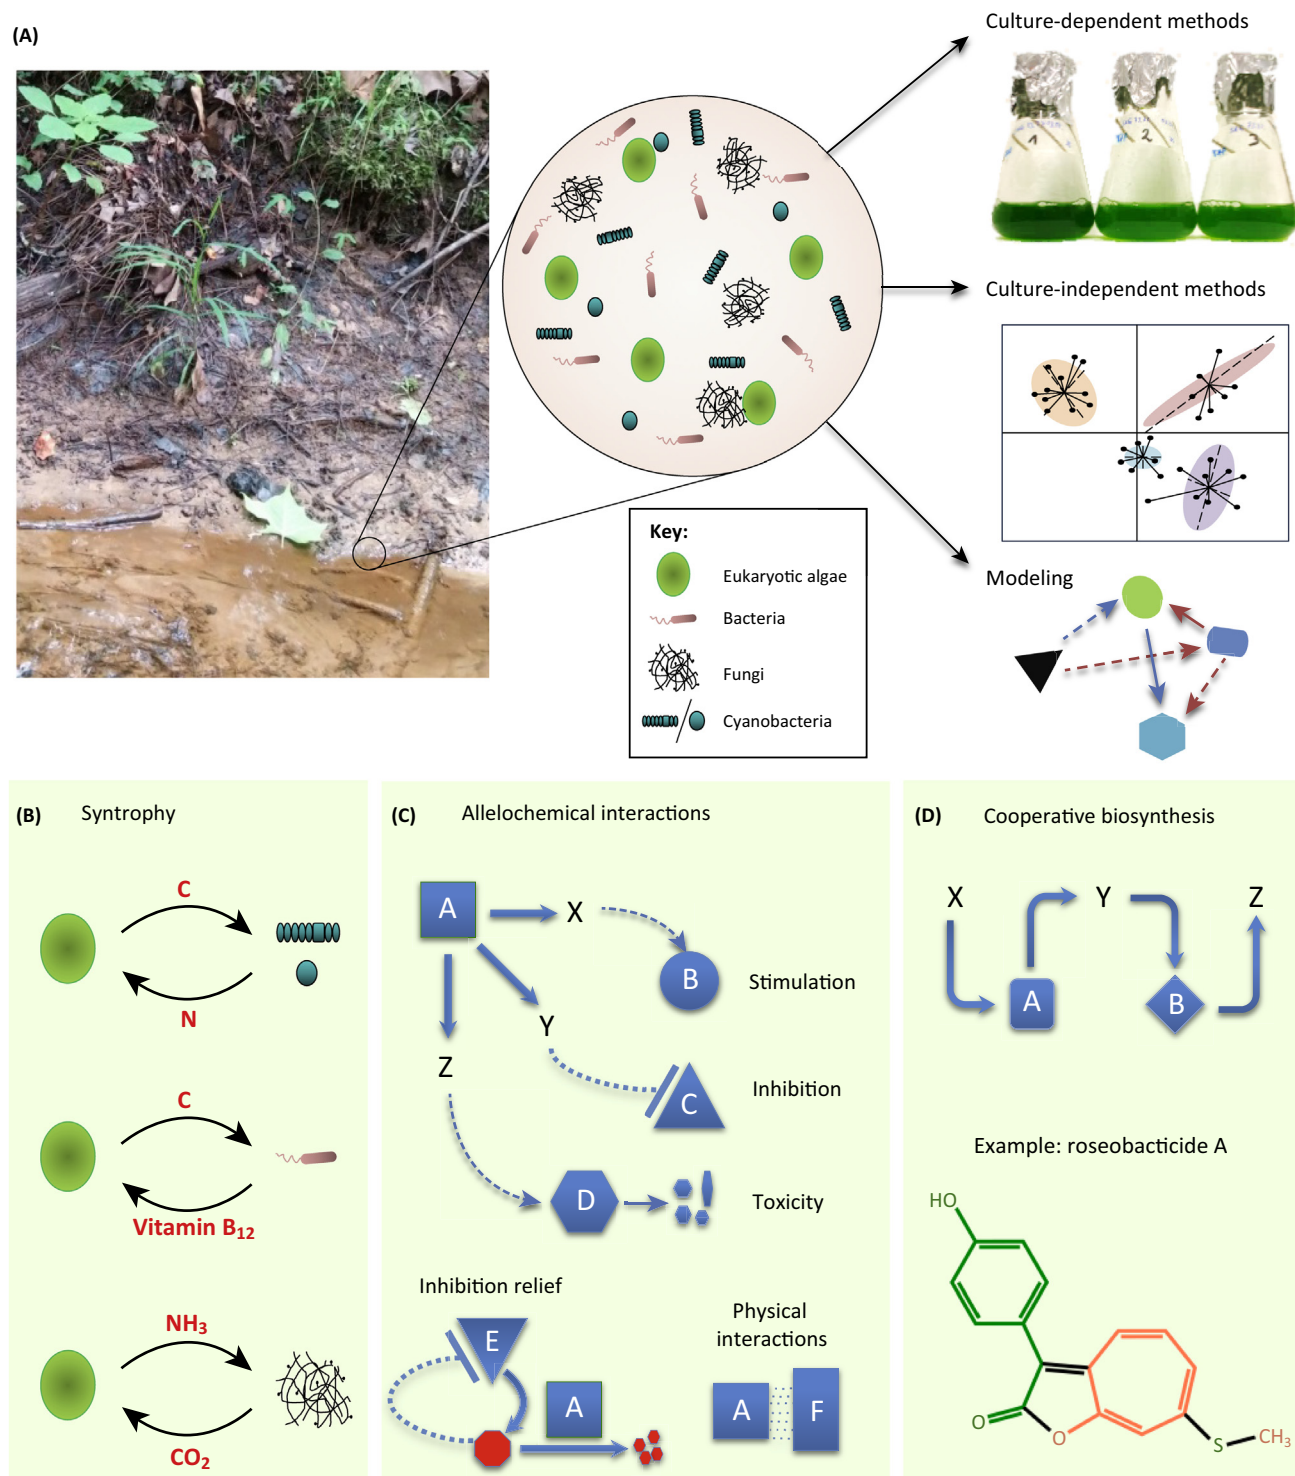 (A)
Culture-dependent methods
1
2
3
Culture-independent methods
Modeling
Key:
Eukaryotic algae
Bacteria
Fungi
Cyanobacteria
(B) Syntrophy
C
N
C
Vitamin B12
NH3
CO2
(C) Allelochemical interactions
A
X
B
Stimulation
Y
Z
C
Inhibition
D
Toxicity
Inhibition relief
E
A
Physical
interactions
A
F
(D) Cooperative biosynthesis
X
Y
Z
A
B
Example: roseobacticide A
HO
O
O
S
CH3